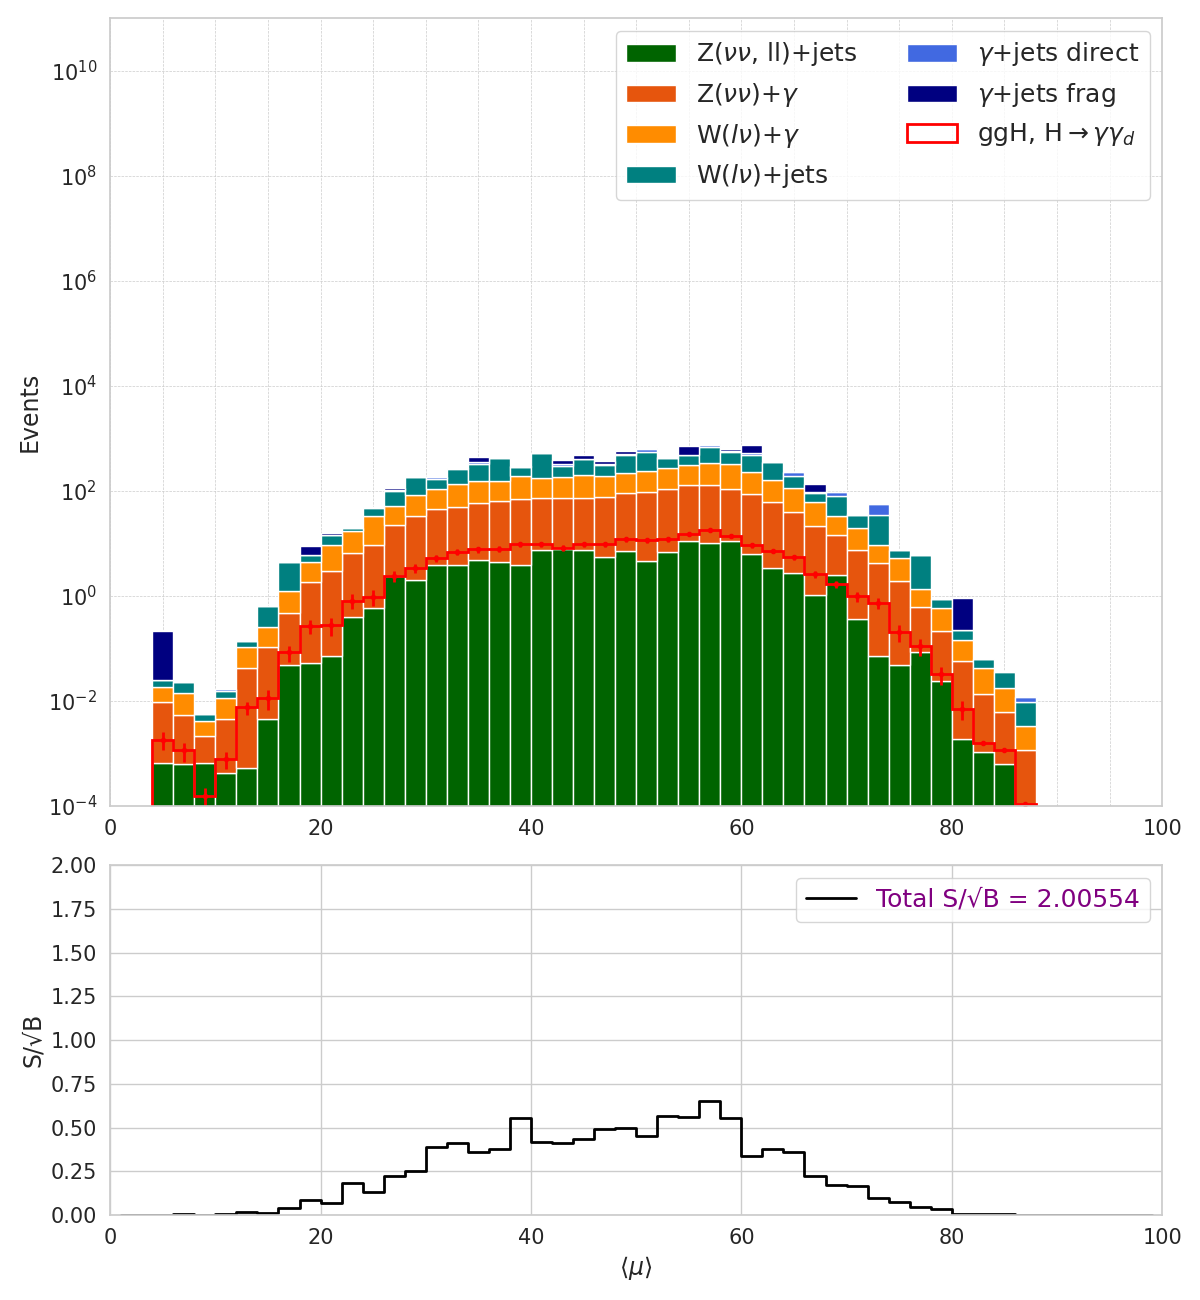 Z(νν, ll)+jets
Z(νν)+γ
W(lν)+γ
W(lν)+jets
γ+jets direct
γ+jets frag
ggH, H→γγ_d
Events
10^10
10^8
10^6
10^4
10^2
10^0
10^−2
10^−4
0 20 40 60 80 100
Total S/√B = 2.00554
S/√B
2.00
1.75
1.50
1.25
1.00
0.75
0.50
0.25
0.00
0 20 40 60 80 100
⟨μ⟩